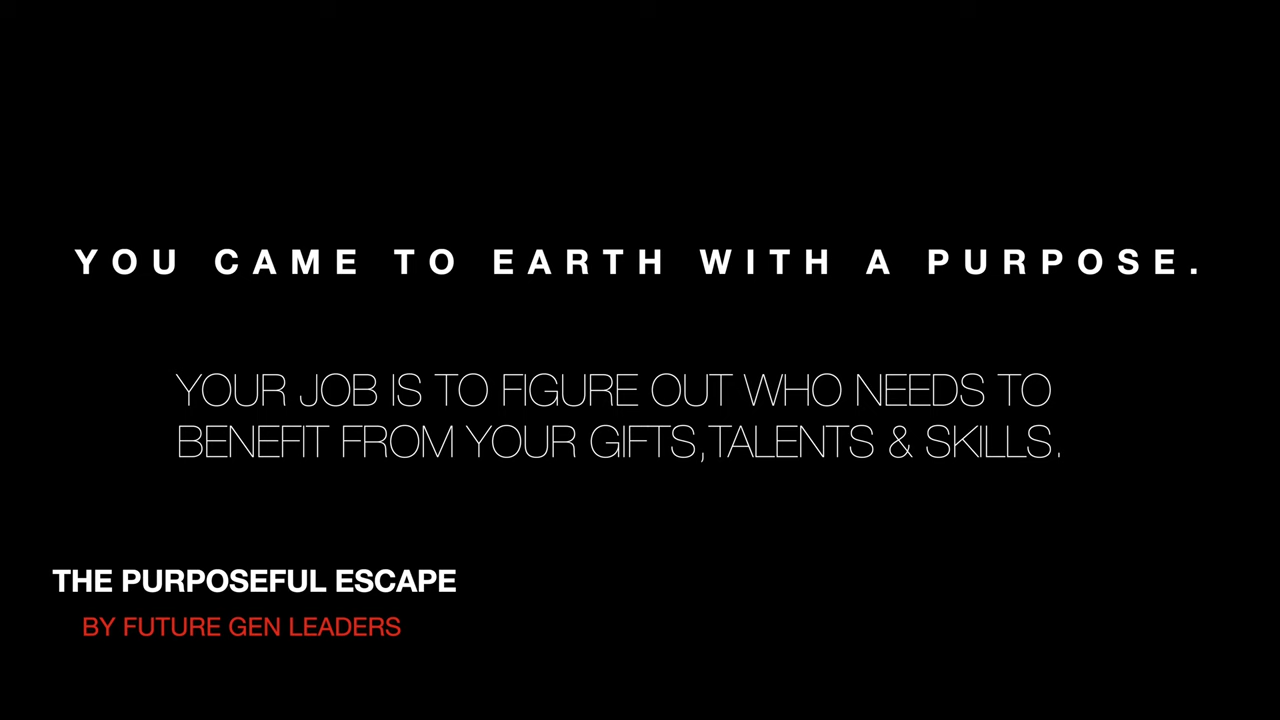 YOU CAME TO EARTH WITH A PURPOSE.
YOUR JOB IS TO FIGURE OUT WHO NEEDS TO
BENEFIT FROM YOUR GIFTS,TALENTS & SKILLS.
THE PURPOSEFUL ESCAPE
BY FUTURE GEN LEADERS